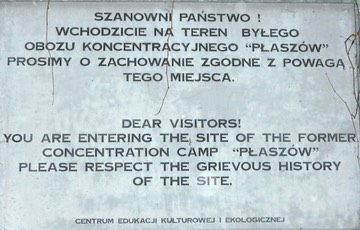 SZANOWNI PAŃSTWO !
WCHODZICIE NA TEREN BYŁEGO
OBOZU KONCENTRACYJNEGO "PŁASZÓW"
PROSIMY O ZACHOWANIE ZGODNE Z POWAGĄ
TEGO MIEJSCA.
DEAR VISITORS!
YOU ARE ENTERING THE SITE OF THE FORMER
CONCENTRATION CAMP "PŁASZÓW"
PLEASE RESPECT THE GRIEVOUS HISTORY
OF THE SITE.
CENTRUM EDUKACJI KULTUROWEJ I EKOLOGICZNEJ